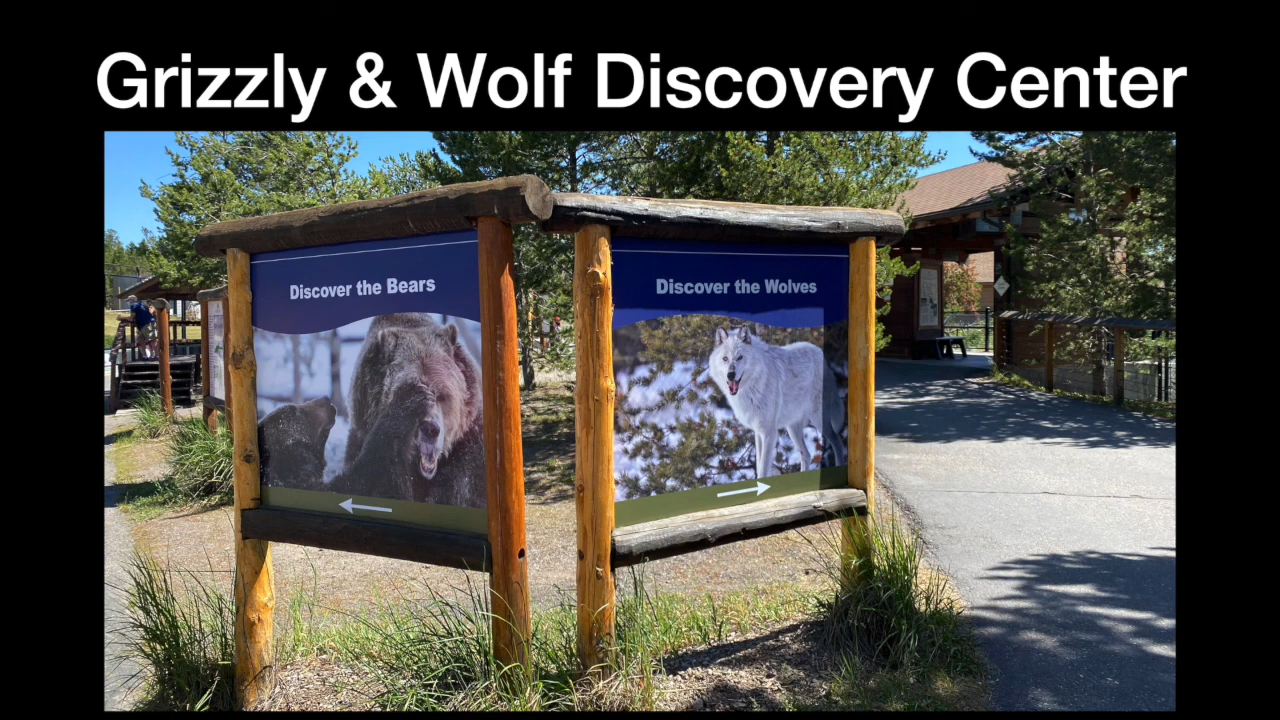 Grizzly & Wolf Discovery Center
Discover the Bears
Discover the Wolves